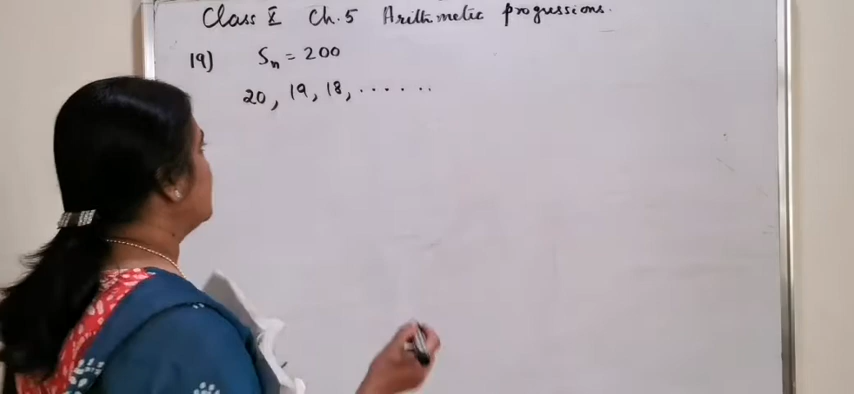 Class X Ch.5 Arithmetic progressions.
19) Sn = 200
20, 19, 18, ......